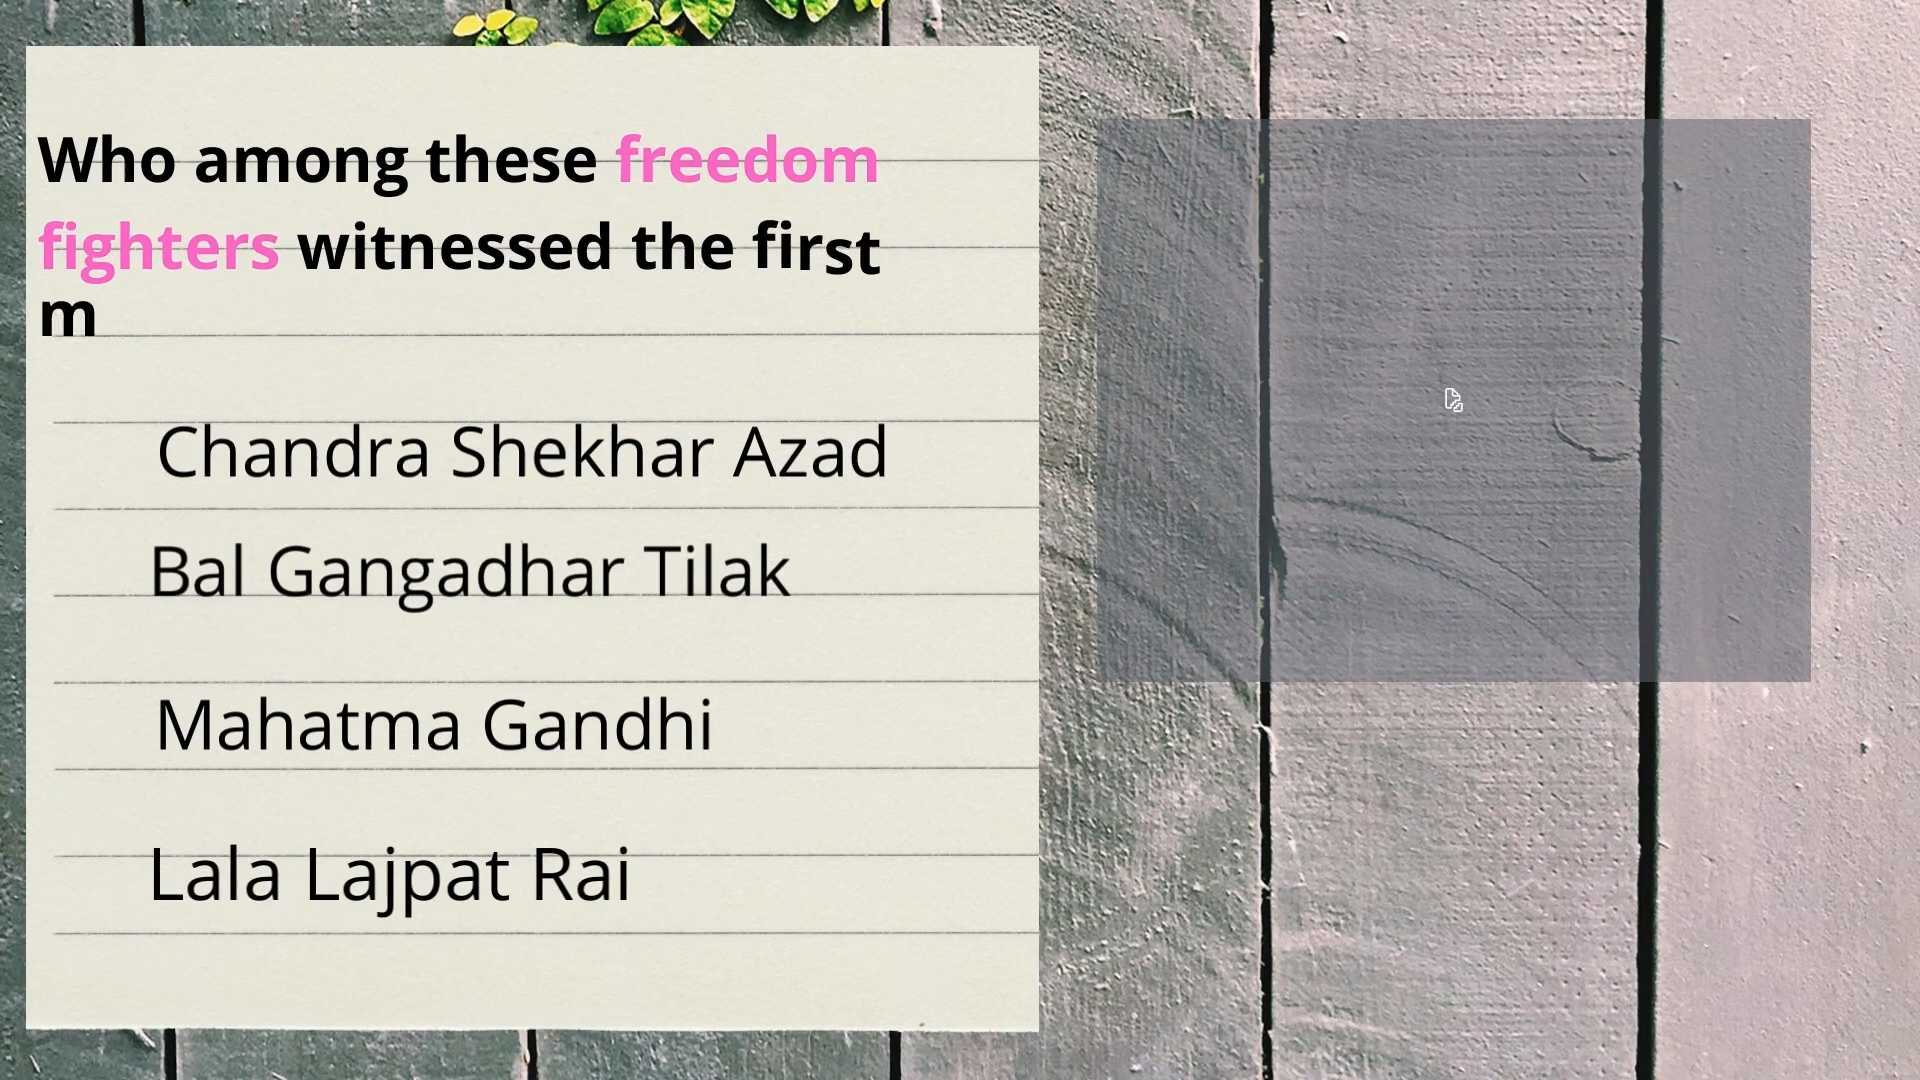 Who among these freedom
fighters witnessed the first
m
Chandra Shekhar Azad
Bal Gangadhar Tilak
Mahatma Gandhi
Lala Lajpat Rai